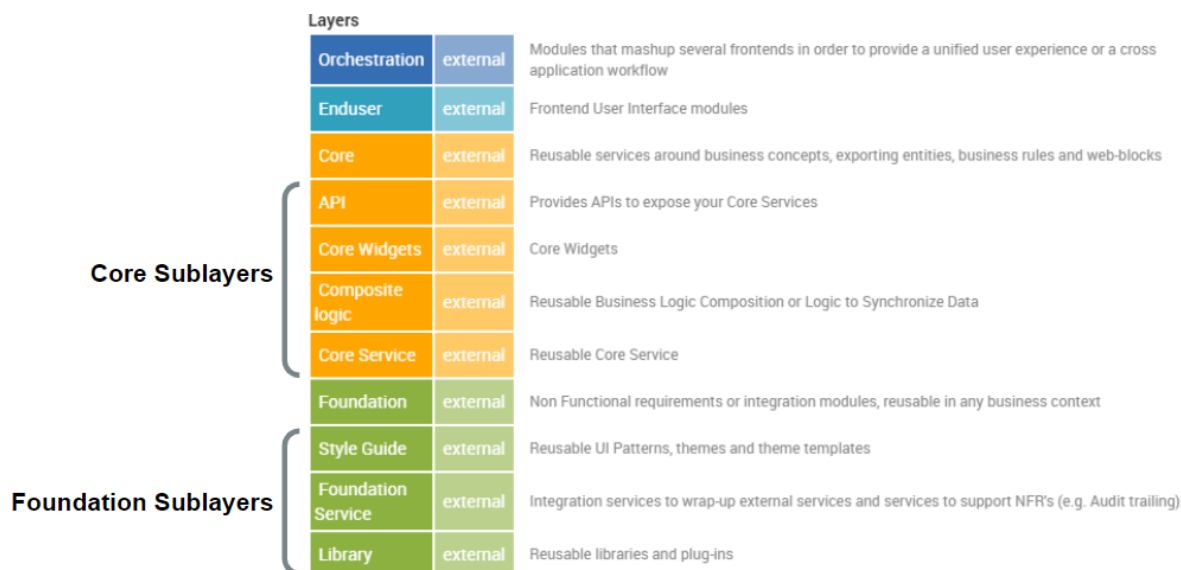 Layers
Orchestration external Modules that mashup several frontends in order to provide a unified user experience or a cross
application workflow
Enduser external Frontend User Interface modules
Core external Reusable services around business concepts, exporting entities, business rules and web-blocks
API external Provides APIs to expose your Core Services
Core Widgets external Core Widgets
Core Sublayers
Composite
logic external Reusable Business Logic Composition or Logic to Synchronize Data
Core Service external Reusable Core Service
Foundation external Non Functional requirements or integration modules, reusable in any business context
Style Guide external Reusable UI Patterns, themes and theme templates
Foundation Sublayers
Foundation
Service external Integration services to wrap-up external services and services to support NFR's (e.g. Audit trailing)
Library external Reusable libraries and plug-ins